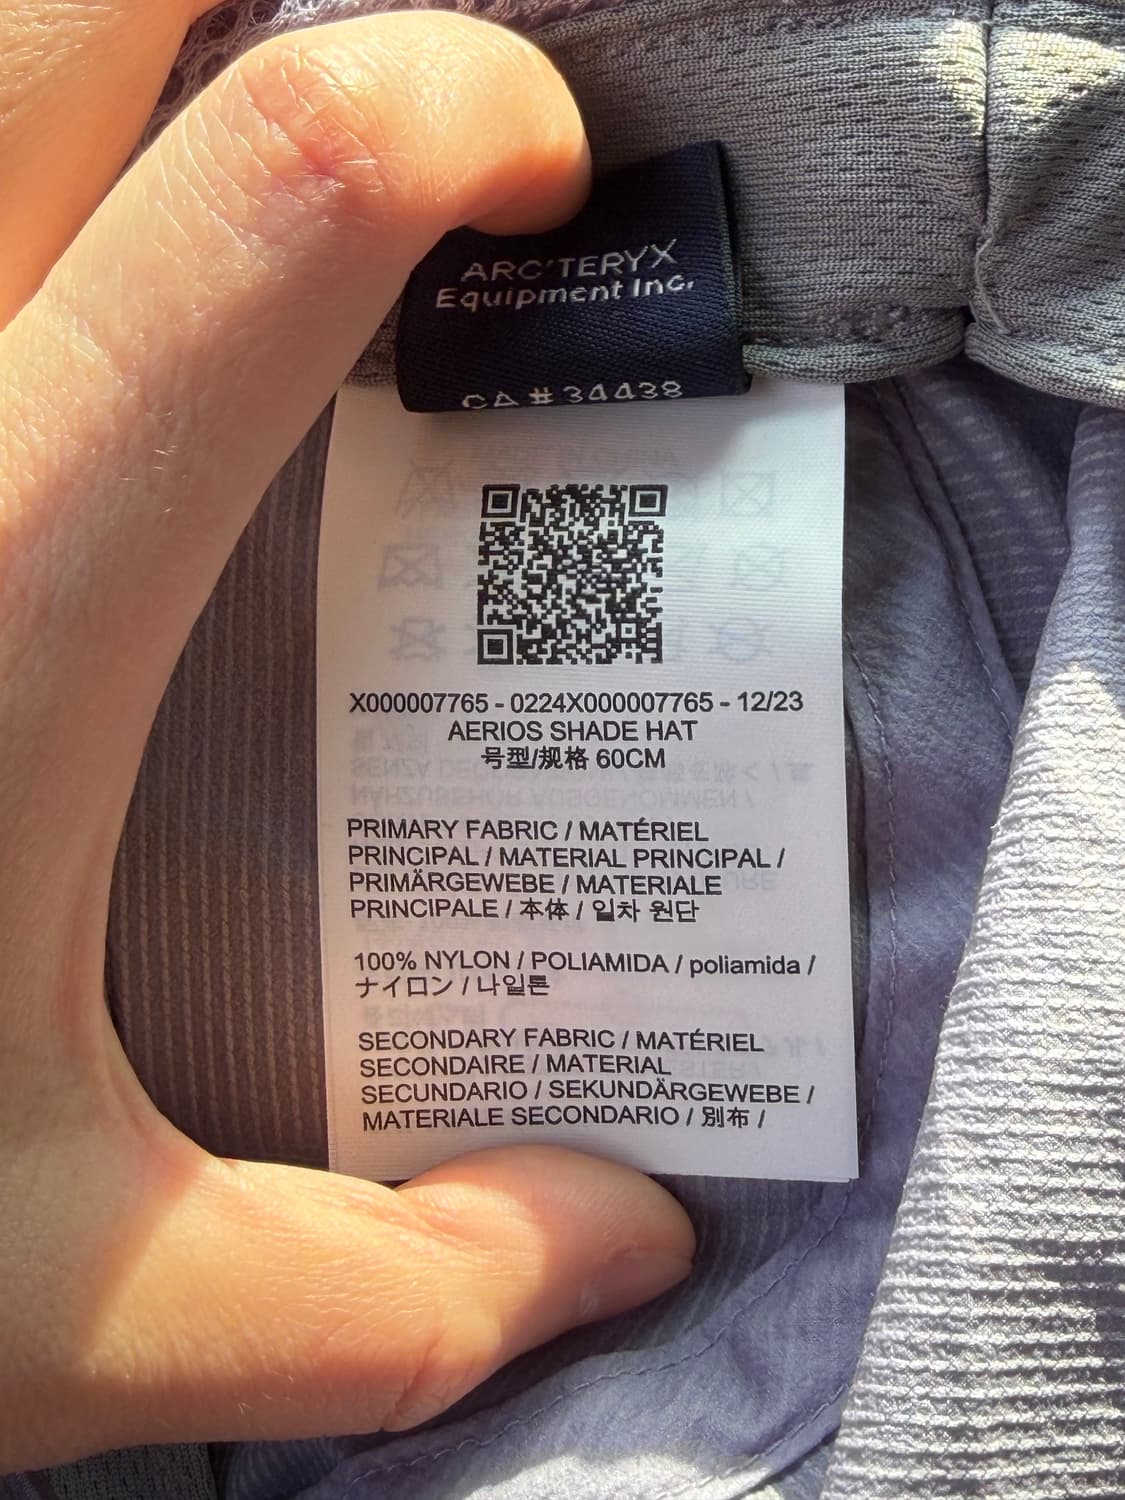 ARC'TERYX
Equipment Inc.
CA # 34438
X000007765 - 0224X000007765 - 12/23
AERIOS SHADE HAT
号型/规格 60CM
PRIMARY FABRIC / MATÉRIEL
PRINCIPAL / MATERIAL PRINCIPAL /
PRIMÄRGEWEBE / MATERIALE
PRINCIPALE / 本体 / 일차 원단
100% NYLON / POLIAMIDA / poliamida /
ナイロン / 나일론
SECONDARY FABRIC / MATÉRIEL
SECONDAIRE / MATERIAL
SECUNDARIO / SEKUNDÄRGEWEBE /
MATERIALE SECONDARIO / 別布 /